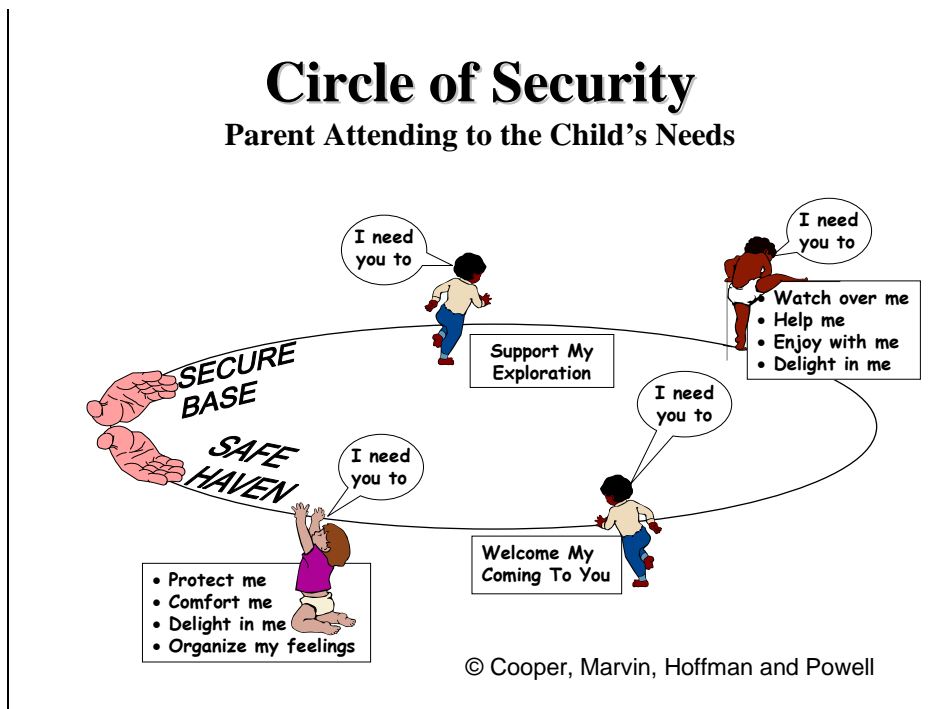 Circle of Security
Parent Attending to the Child's Needs
I need
you to
Support My
Exploration
I need
you to
• Watch over me
• Help me
• Enjoy with me
• Delight in me
SECURE
BASE
SAFE
HAVEN
I need
you to
Welcome My
Coming To You
I need
you to
• Protect me
• Comfort me
• Delight in me
• Organize my feelings
© Cooper, Marvin, Hoffman and Powell